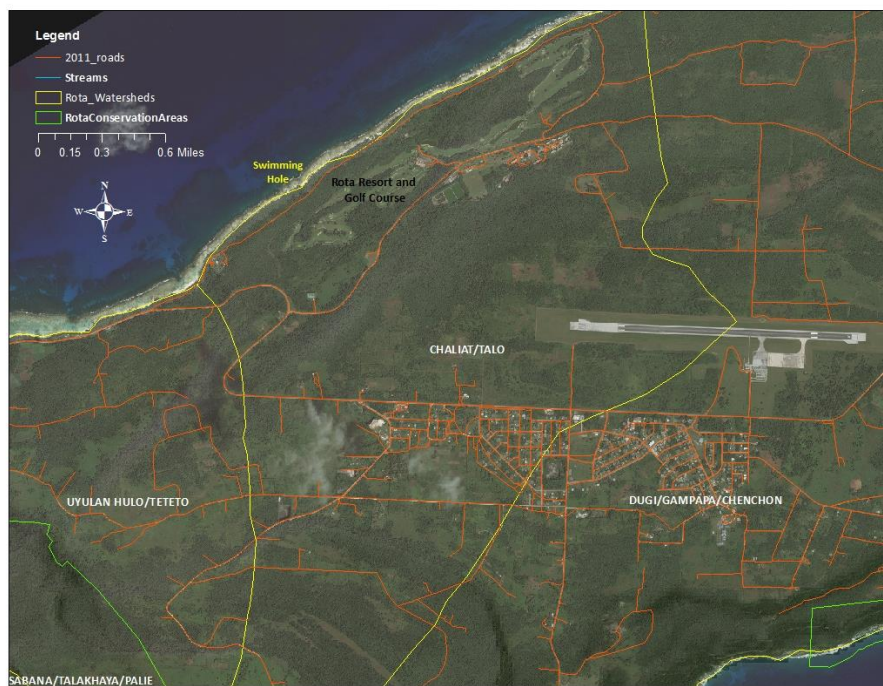 Legend
2011_roads
Streams
Rota_Watersheds
RotaConservationAreas
0 0.15 0.3 0.6 Miles
N
W E
S
Swimming
Hole
Rota Resort and
Golf Course
CHALIAT/TALO
UYULAN HULO/TETETO
DUGI/GAMPAPA/CHENCHON
SABANA/TALAKHAYA/PALIE